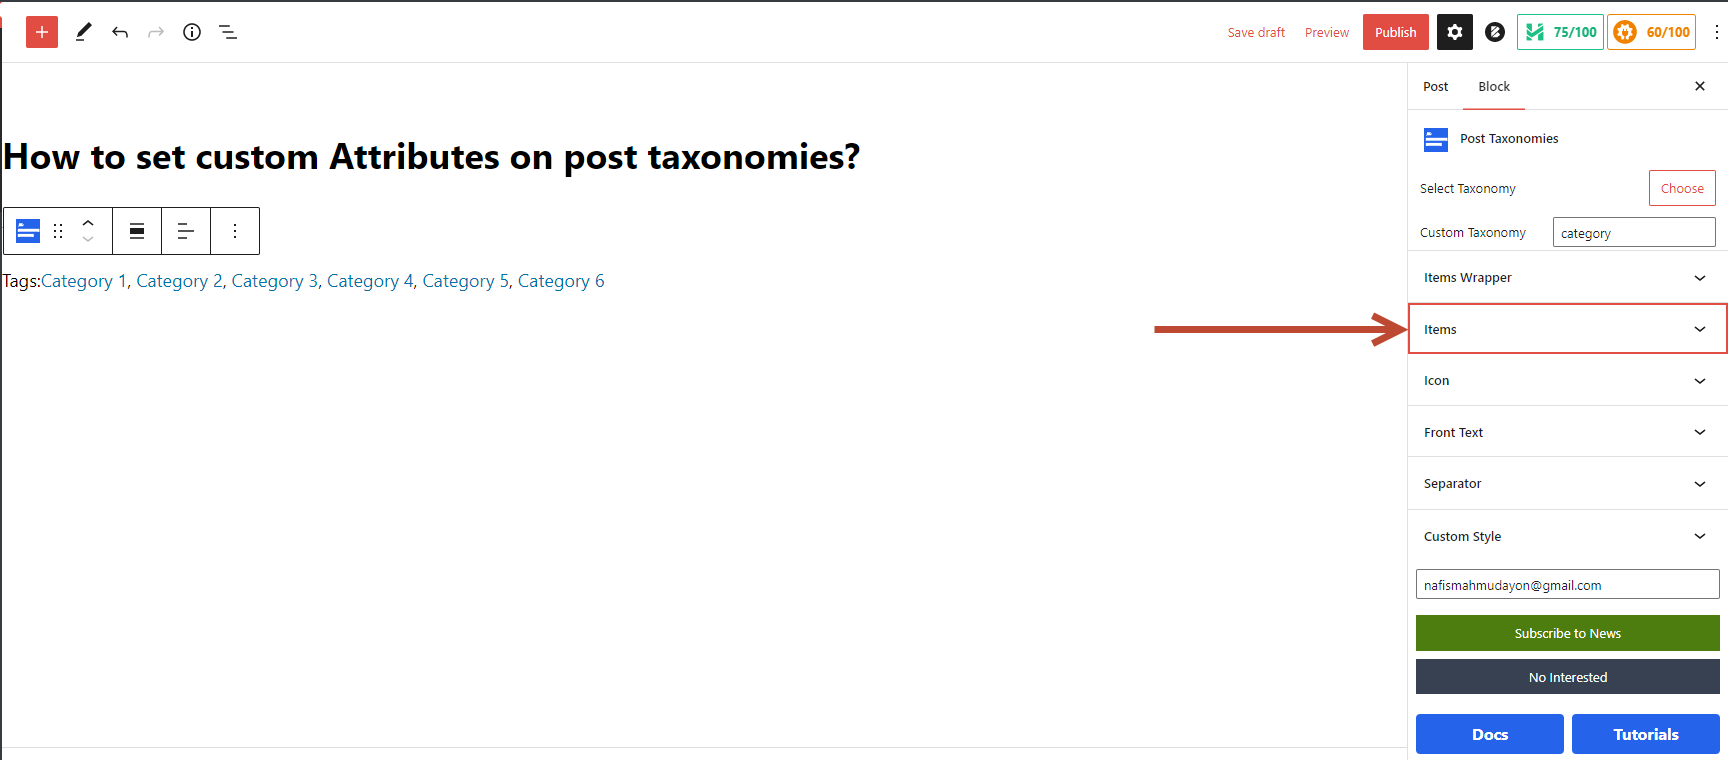 Save draft
Preview
Publish
75/100
60/100
Post
Block
How to set custom Attributes on post taxonomies?
Tags:Category 1, Category 2, Category 3, Category 4, Category 5, Category 6
Post Taxonomies
Select Taxonomy
Choose
Custom Taxonomy
category
Items Wrapper
Items
Icon
Front Text
Separator
Custom Style
nafismahmudayon@gmail.com
Subscribe to News
No Interested
Docs
Tutorials